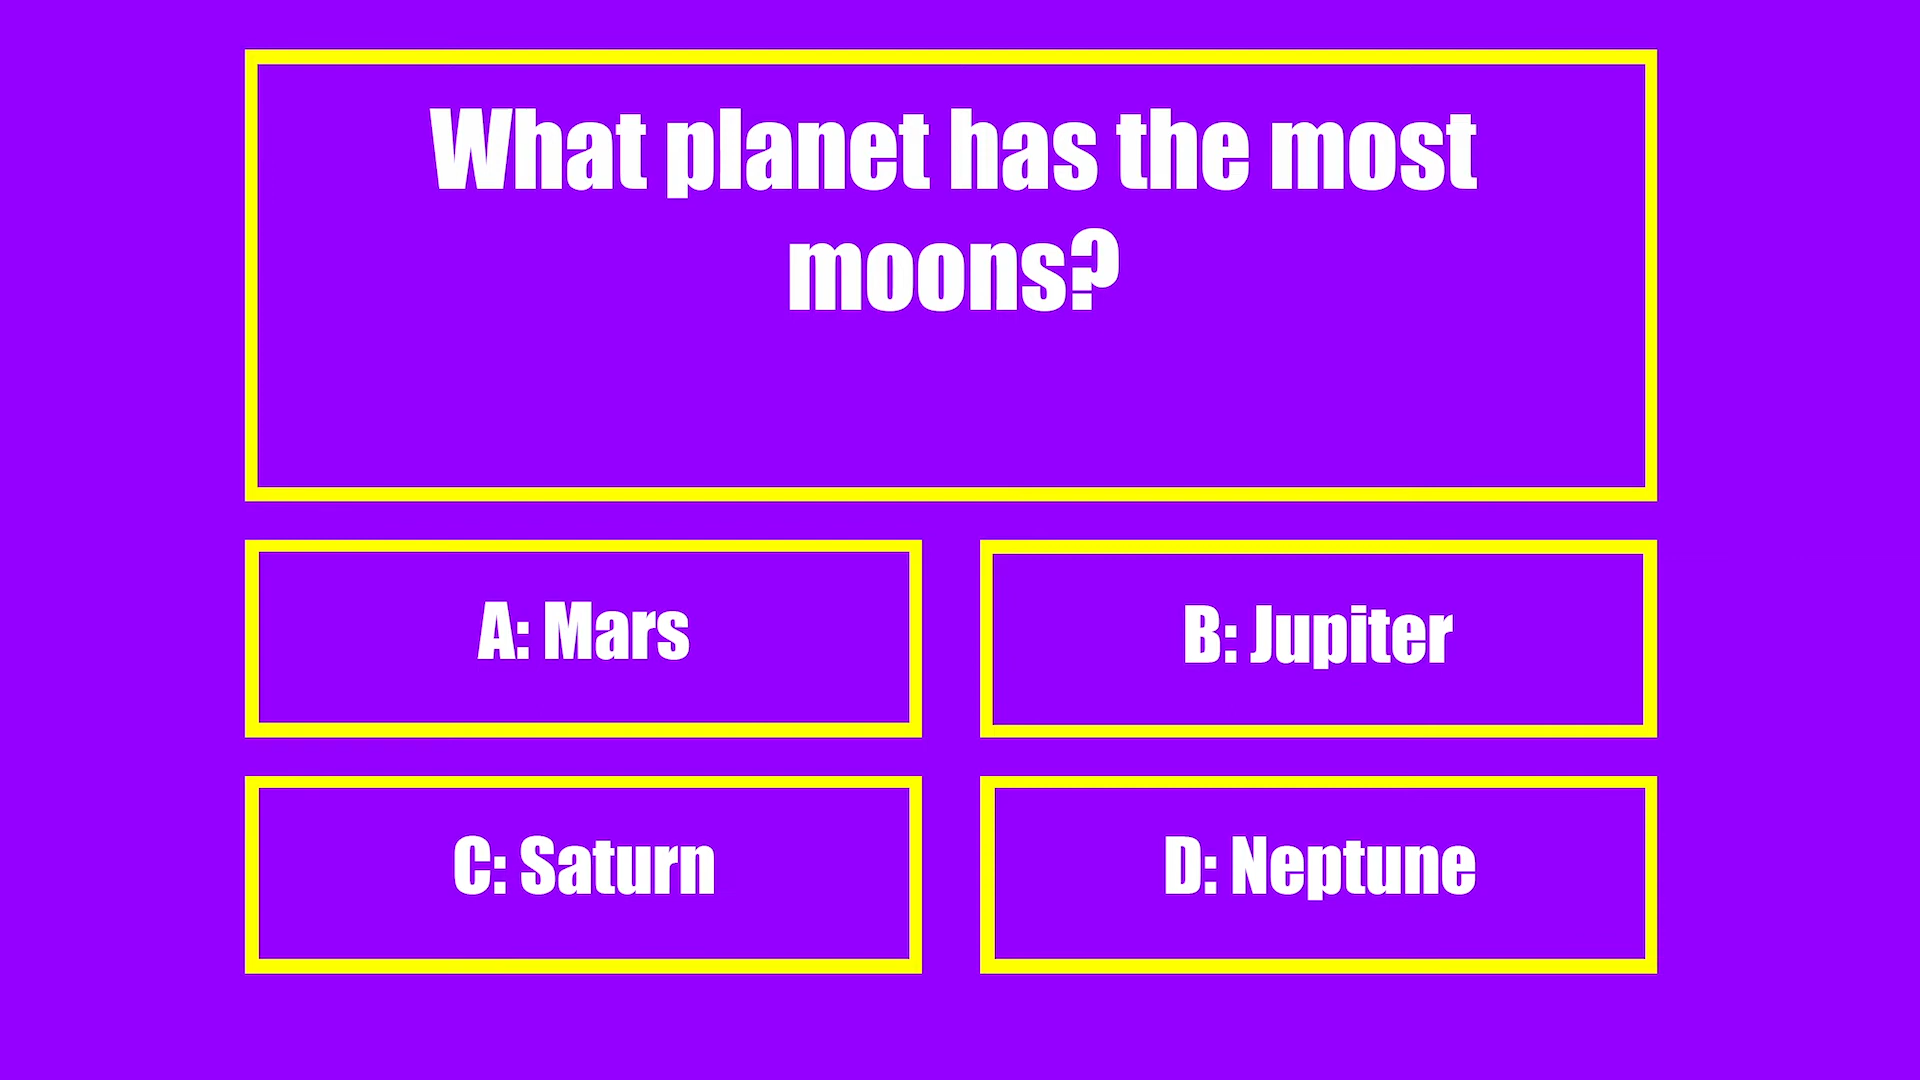 What planet has the most
moons?
A: Mars
B: Jupiter
C: Saturn
D: Neptune